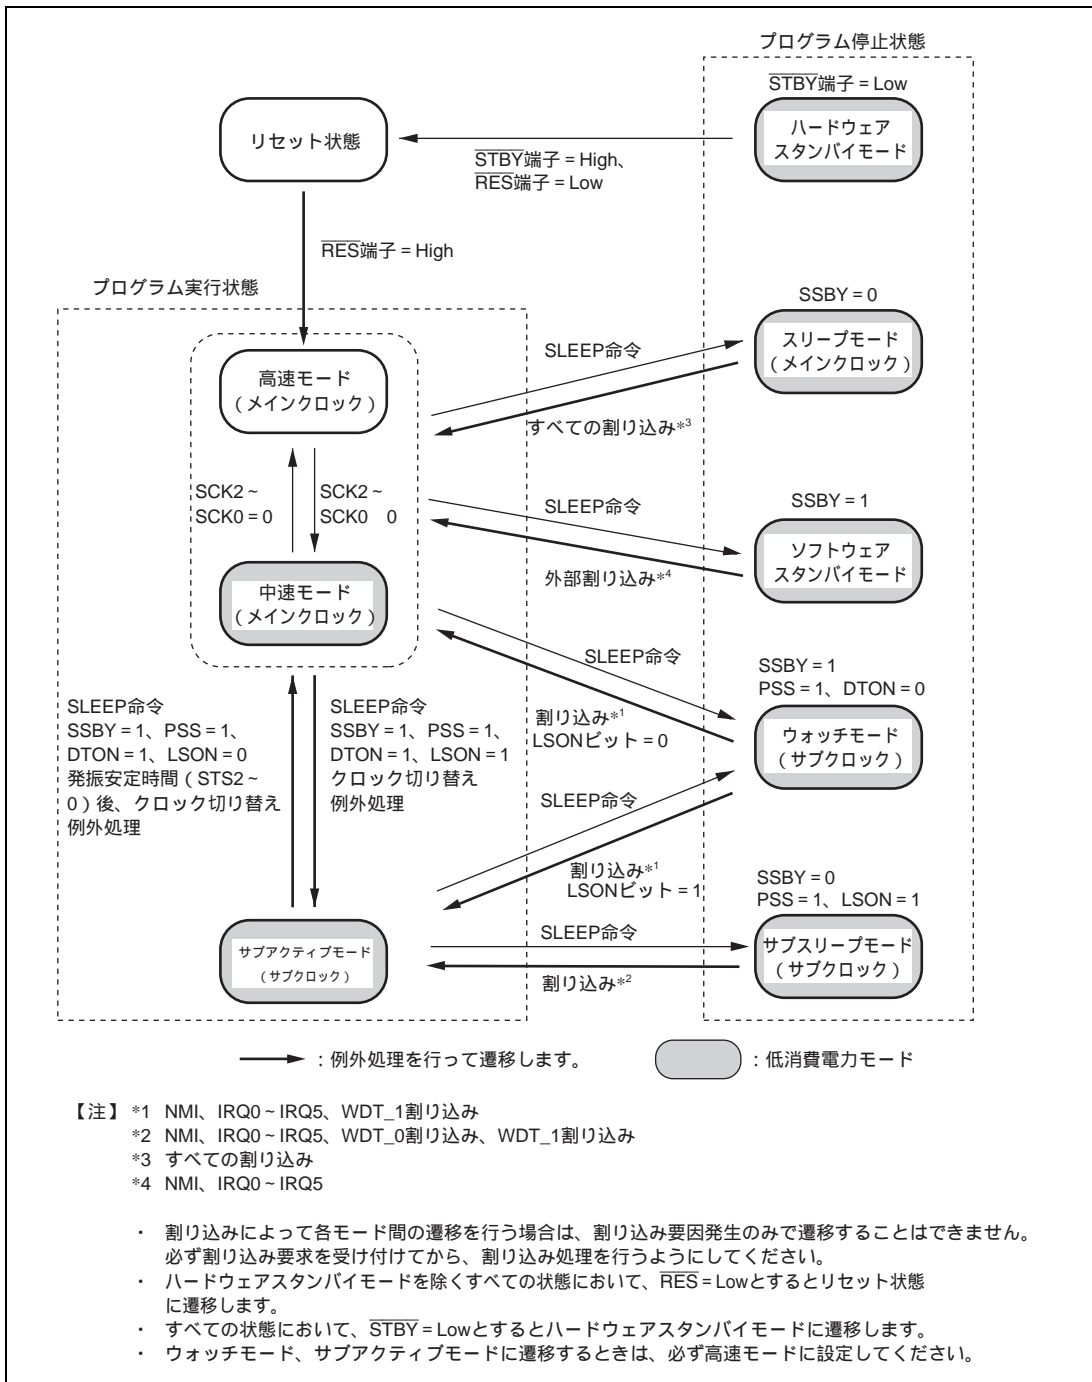 プログラム停止状態
STBY端子 = Low
ハードウェア
スタンバイモード
リセット状態
STBY端子 = High、
RES端子 = Low
RES端子 = High
プログラム実行状態
SSBY = 0
スリープモード
（メインクロック）
SLEEP命令
すべての割り込み*3
高速モード
（メインクロック）
SCK2 ~
SCK0 = 0
SCK2 ~
SCK0 0
SSBY = 1
SLEEP命令
ソフトウェア
スタンバイモード
外部割り込み*4
中速モード
（メインクロック）
SLEEP命令
SSBY = 1
PSS = 1、DTON = 0
ウォッチモード
（サブクロック）
割り込み*1
LSONビット = 0
SLEEP命令
SSBY = 1、PSS = 1、
DTON = 1、LSON = 0
発振安定時間（STS2 ~
0）後、クロック切り替え
例外処理
SLEEP命令
SSBY = 1、PSS = 1、
DTON = 1、LSON = 1
クロック切り替え
例外処理
SLEEP命令
割り込み*1
LSONビット = 1
SSBY = 0
PSS = 1、LSON = 1
サブアクティブモード
（サブクロック）
SLEEP命令
割り込み*2
サブスリープモード
（サブクロック）
：例外処理を行って遷移します。
：低消費電力モード
【注】 *1 NMI、IRQ0 ~ IRQ5、WDT_1割り込み
*2 NMI、IRQ0 ~ IRQ5、WDT_0割り込み、WDT_1割り込み
*3 すべての割り込み
*4 NMI、IRQ0 ~ IRQ5
・ 割り込みによって各モード間の遷移を行う場合は、割り込み要因発生のみで遷移することはできません。
必ず割り込み要求を受け付けてから、割り込み処理を行うようにしてください。
・ ハードウェアスタンバイモードを除くすべての状態において、RES = Lowとするとリセット状態
に遷移します。
・ すべての状態において、STBY = Lowとするとハードウェアスタンバイモードに遷移します。
・ ウォッチモード、サブアクティブモードに遷移するときは、必ず高速モードに設定してください。